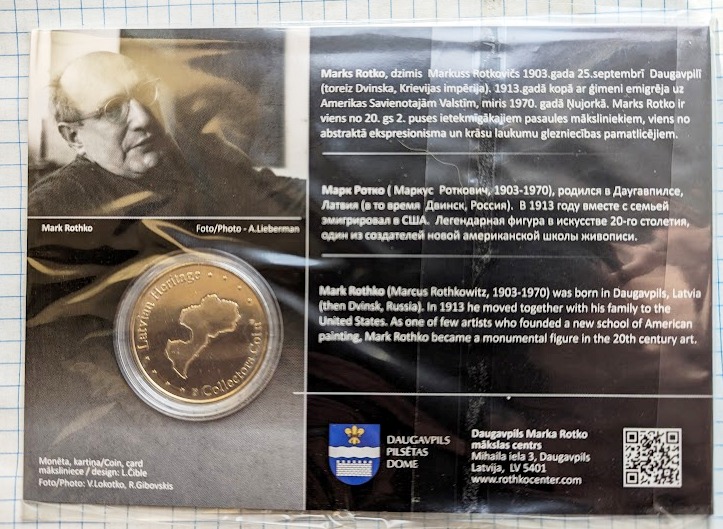 Marks Rotko, dzimis Markuss Rotkovičs 1903.gada 25.septembrī Daugavpilī
(toreiz Dvinska, Krievijas impērija). 1913.gadā kopā ar ģimeni emigrēja uz
Amerikas Savienotajām Valstīm, miris 1970. gadā Ņujorkā. Marks Rotko ir
viens no 20. gs 2. puses ietekmīgākajiem pasaules māksliniekiem, viens no
abstraktā ekspresionisma un krāsu laukumu glezniecības pamatlicējiem.
Марк Ротко ( Маркус Роткович, 1903-1970), родился в Даугавпилсе,
Латвия (в то время Двинск, Россия). В 1913 году вместе с семьей
эмигрировал в США. Легендарная фигура в искусстве 20-го столетия,
один из создателей новой американской школы живописи.
Mark Rothko (Marcus Rothkowitz, 1903-1970) was born in Daugavpils, Latvia
(then Dvinsk, Russia). In 1913 he moved together with his family to the
United States. As one of few artists who founded a new school of American
painting, Mark Rothko became a monumental figure in the 20th century art.
Mark Rothko
Foto/Photo - A.Lieberman
Latvian Heritage
Collectors Coin
Monēta, kartiņa/Coin, card
māksliniece / design: L.Čible
Foto/Photo: V.Lokotko, R.Gibovskis
DAUGAVPILS
PILSĒTAS
DOME
Daugavpils Marka Rotko
mākslas centrs
Mihaila iela 3, Daugavpils
Latvija, LV 5401
www.rothkocenter.com